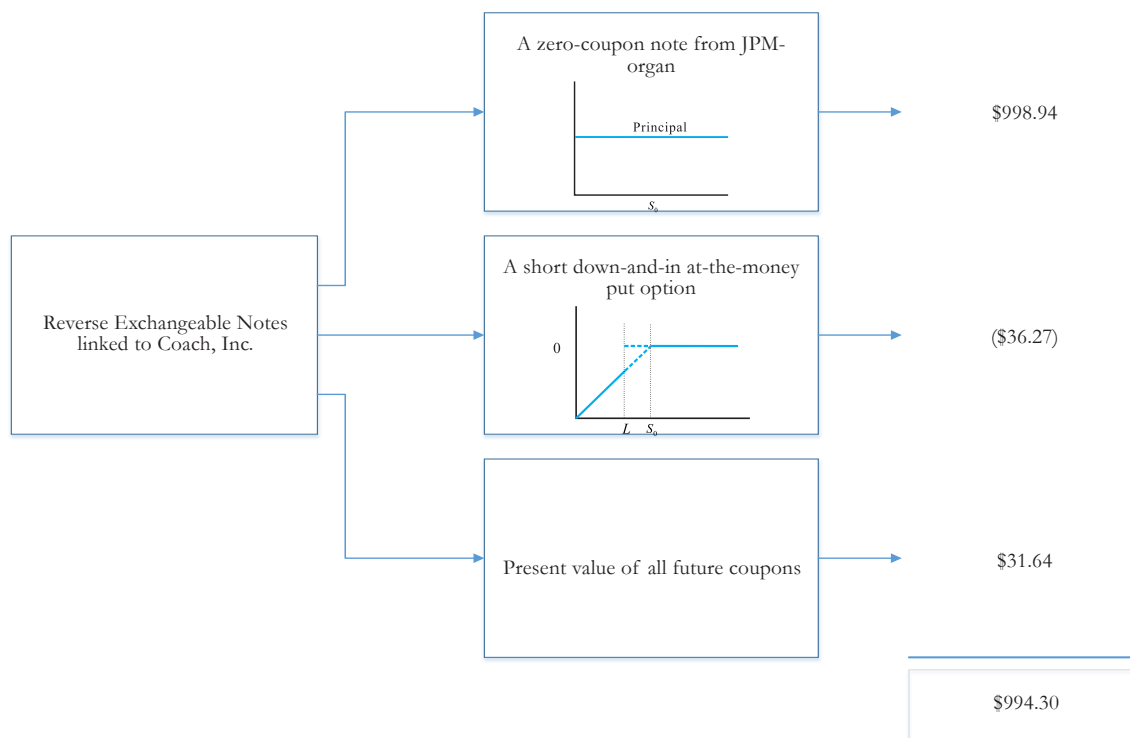 A zero-coupon note from JPM-
organ
Principal
S₀
$998.94
Reverse Exchangeable Notes
linked to Coach, Inc.
A short down-and-in at-the-money
put option
0
L S₀
($36.27)
Present value of all future coupons
$31.64
$994.30